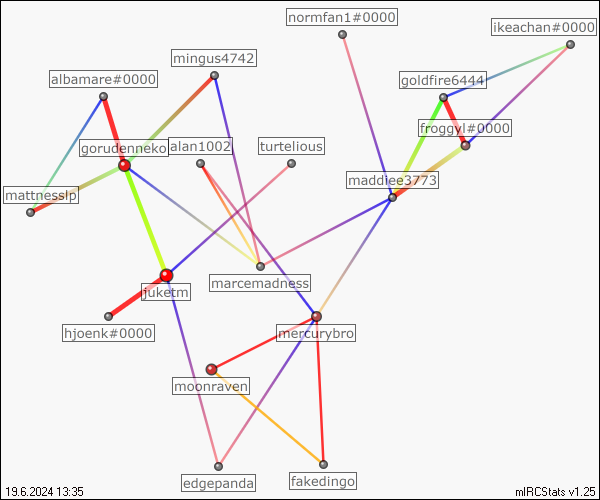 normfan1#0000
ikeachan#0000
mingus4742
albamare#0000
goldfire6444
froggyl#0000
gorudenneko
alan1002
turtelious
maddiee3773
mattnesslp
marcemadness
juketm
hjoenk#0000
mercurybro
moonraven
edgepanda
fakedingo
19.6.2024 13:35
mIRCStats v1.25